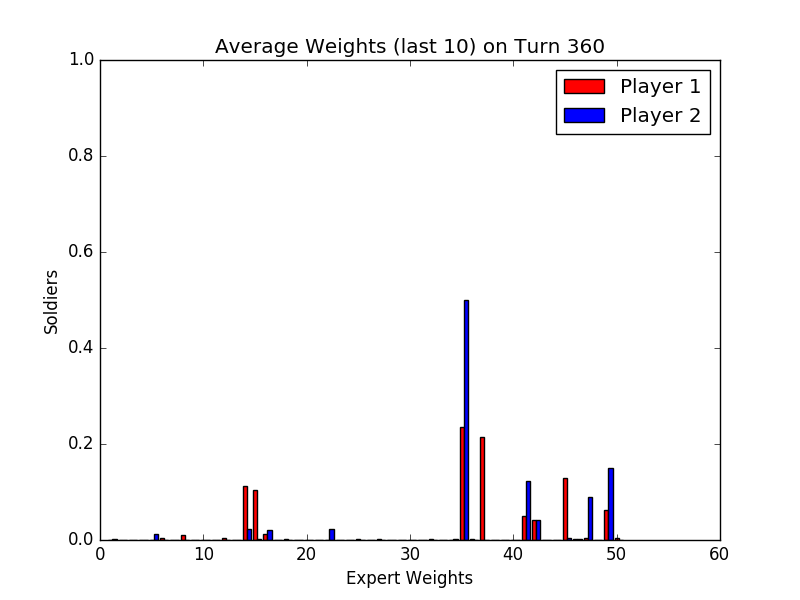 Average Weights (last 10) on Turn 360
1.0
0.8
0.6
0.4
0.2
0.0
Soldiers
Player 1
Player 2
0 10 20 30 40 50 60
Expert Weights